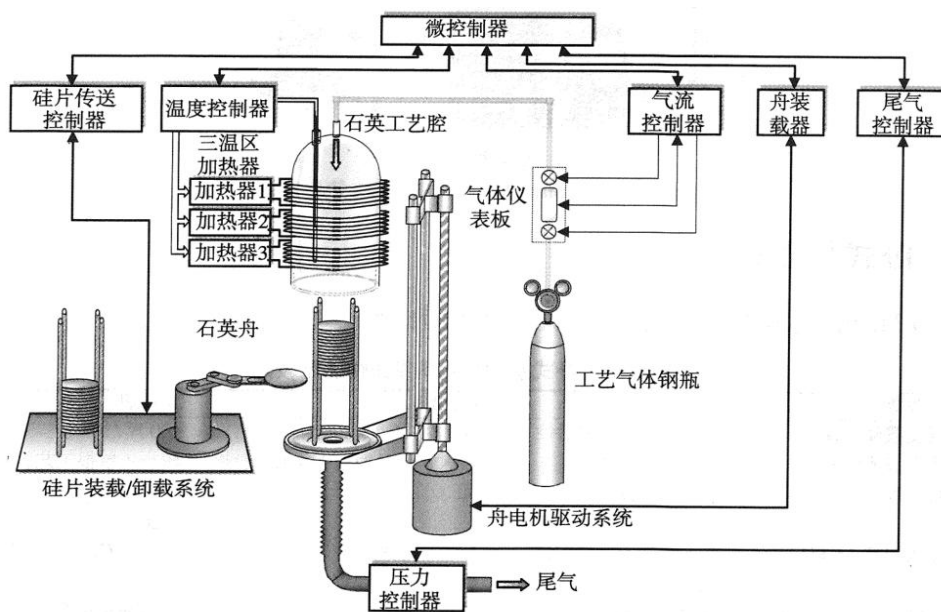 微控制器
硅片传送
控制器
温度控制器
石英工艺腔
气流
控制器
舟装
载器
尾气
控制器
三温区
加热器
加热器1
加热器2
加热器3
气体仪
表板
石英舟
工艺气体钢瓶
硅片装载/卸载系统
舟电机驱动系统
压力
控制器
尾气